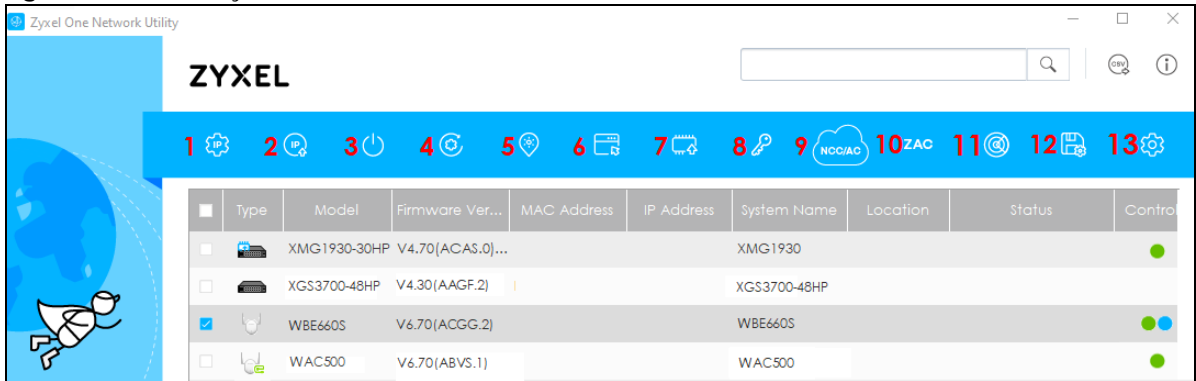 Zyxel One Network Utility
ZYXEL
CSV
1 IP 2 IP 3 4 5 6 7 8 9 NCC/AC 10 ZAC 11 12 13
Type Model Firmware Ver... MAC Address IP Address System Name Location Status Control
XMG1930-30HP V4.70(ACAS.0)... XMG1930
XGS3700-48HP V4.30(AAGF.2) XGS3700-48HP
WBE660S V6.70(ACGG.2) WBE660S
WAC500 V6.70(ABVS.1) WAC500